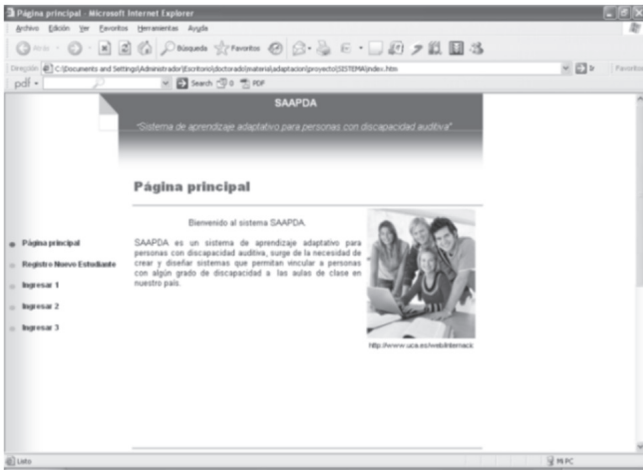 Página principal - Microsoft Internet Explorer
Archivo Edición Ver Favoritos Herramientas Ayuda
Búsqueda Favoritos
Dirección C:\Documents and Settings\Administrador\Escritorio\doctorado\material\adaptacion\proyecto\SISTEMA\index.htm Ir Favoritos
pdf Search 0 PDF
SAAPDA
"Sistema de aprendizaje adaptativo para personas con discapacidad auditiva"
Página principal
Bienvenido al sistema SAAPDA.
SAAPDA es un sistema de aprendizaje adaptativo para
personas con discapacidad auditiva, surge de la necesidad de
crear y diseñar sistemas que permitan vincular a personas
con algún grado de discapacidad a las aulas de clase en
nuestro país.
http://www.uca.es/web/internacic
Página principal
Registro Nuevo Estudiante
Ingresar 1
Ingresar 2
Ingresar 3
Listo
Mi PC